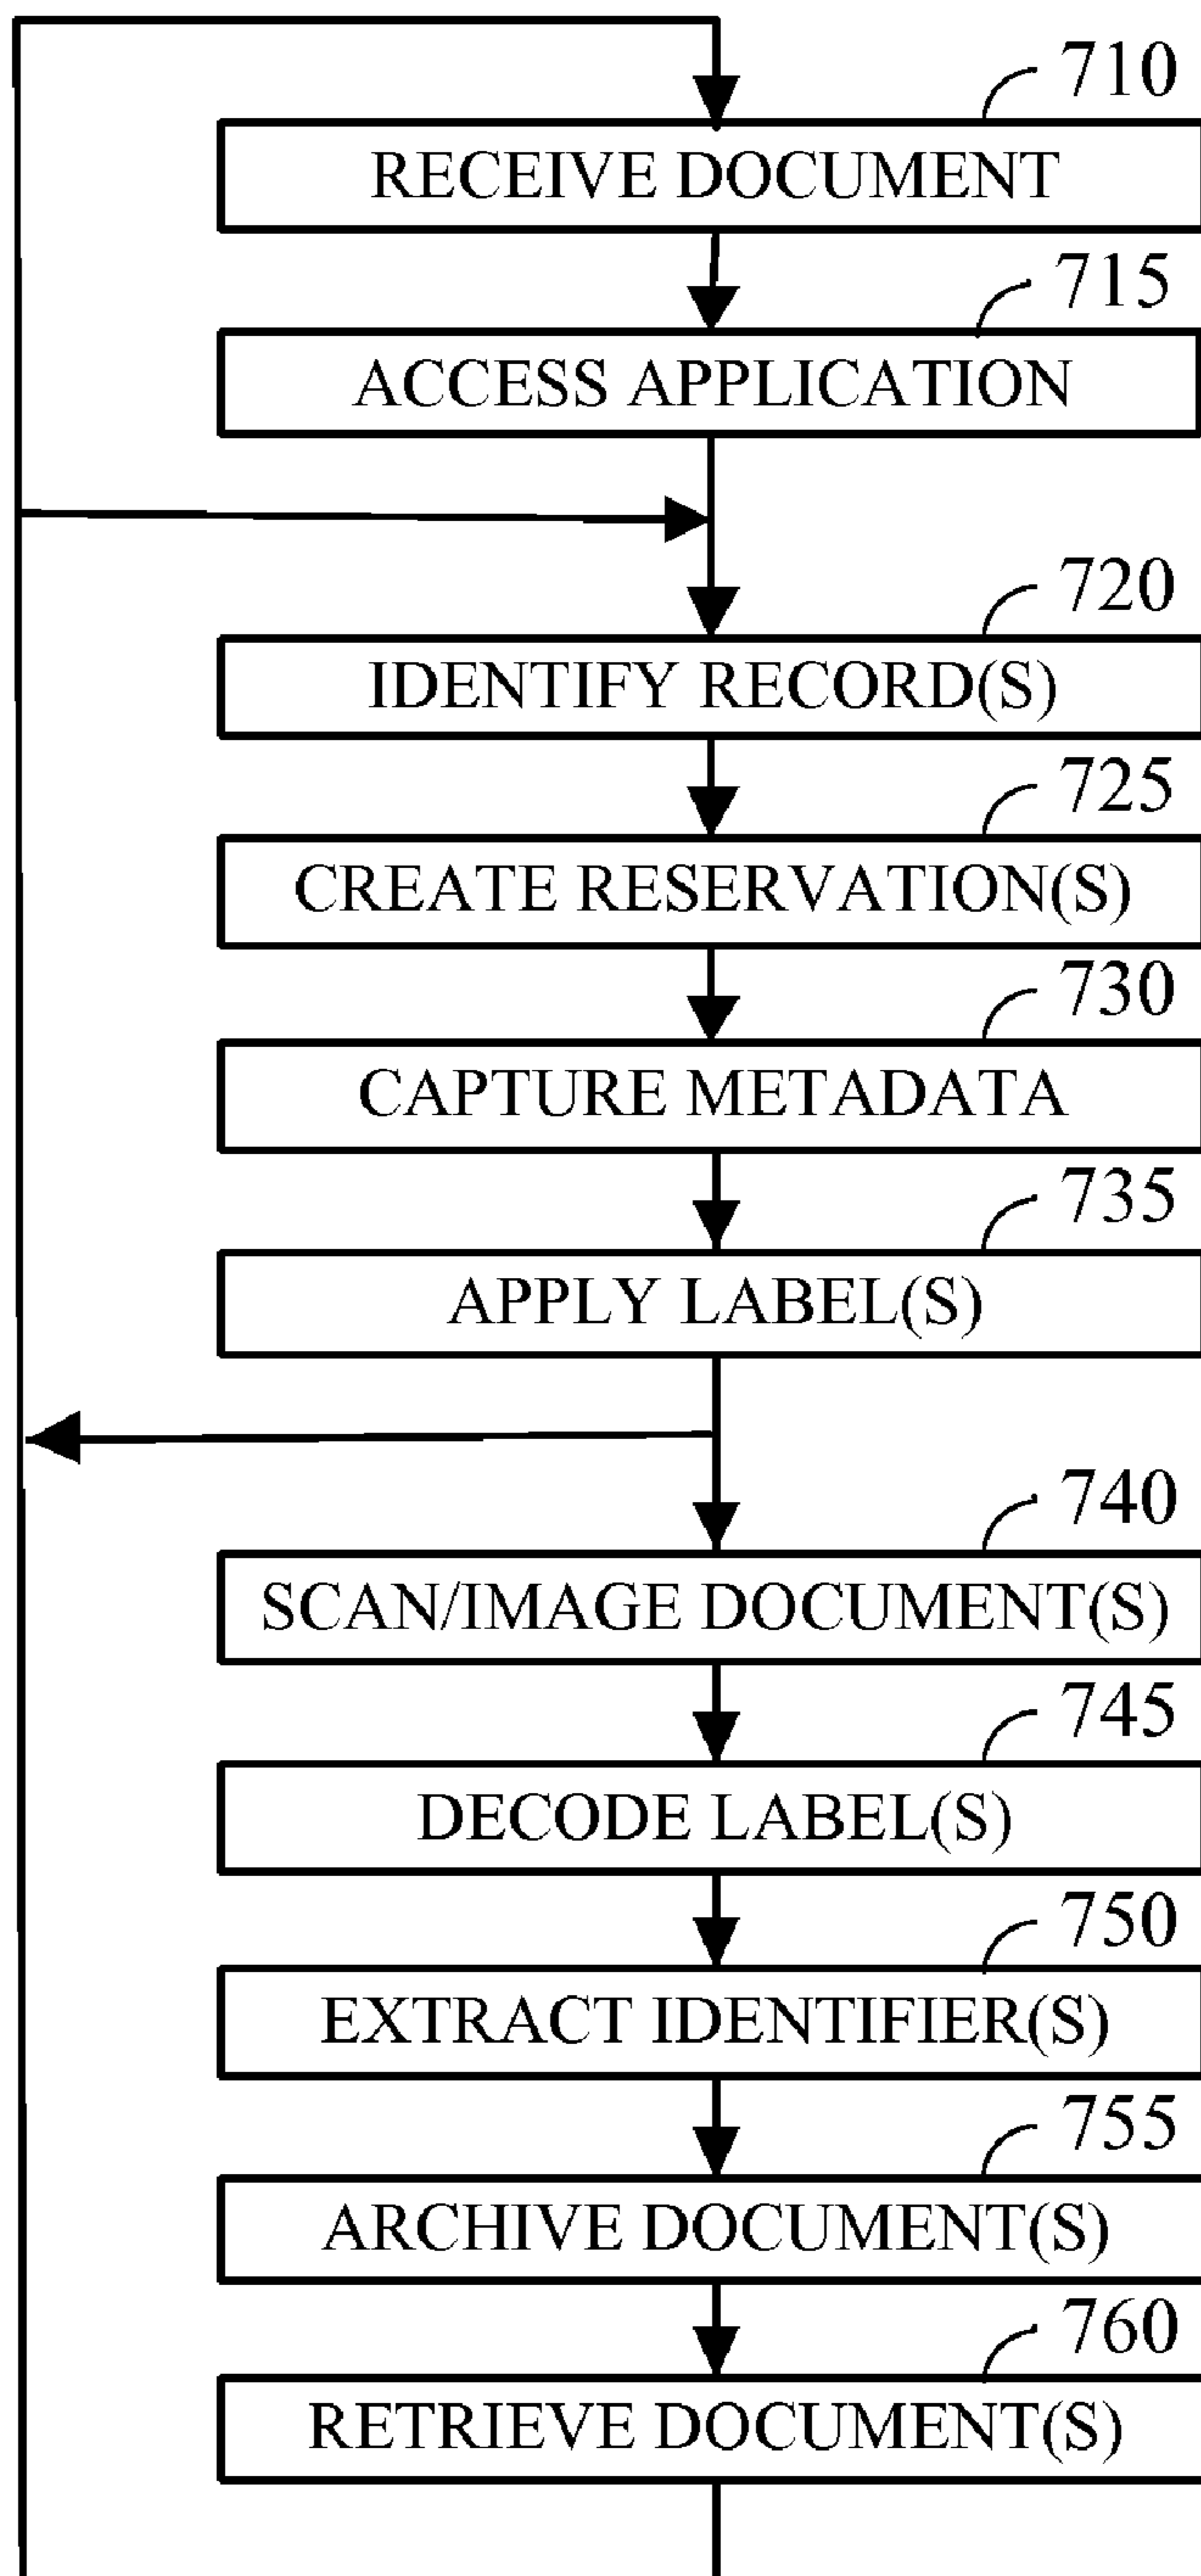 710
RECEIVE DOCUMENT
715
ACCESS APPLICATION
720
IDENTIFY RECORD(S)
725
CREATE RESERVATION(S)
730
CAPTURE METADATA
735
APPLY LABEL(S)
740
SCAN/IMAGE DOCUMENT(S)
745
DECODE LABEL(S)
750
EXTRACT IDENTIFIER(S)
755
ARCHIVE DOCUMENT(S)
760
RETRIEVE DOCUMENT(S)